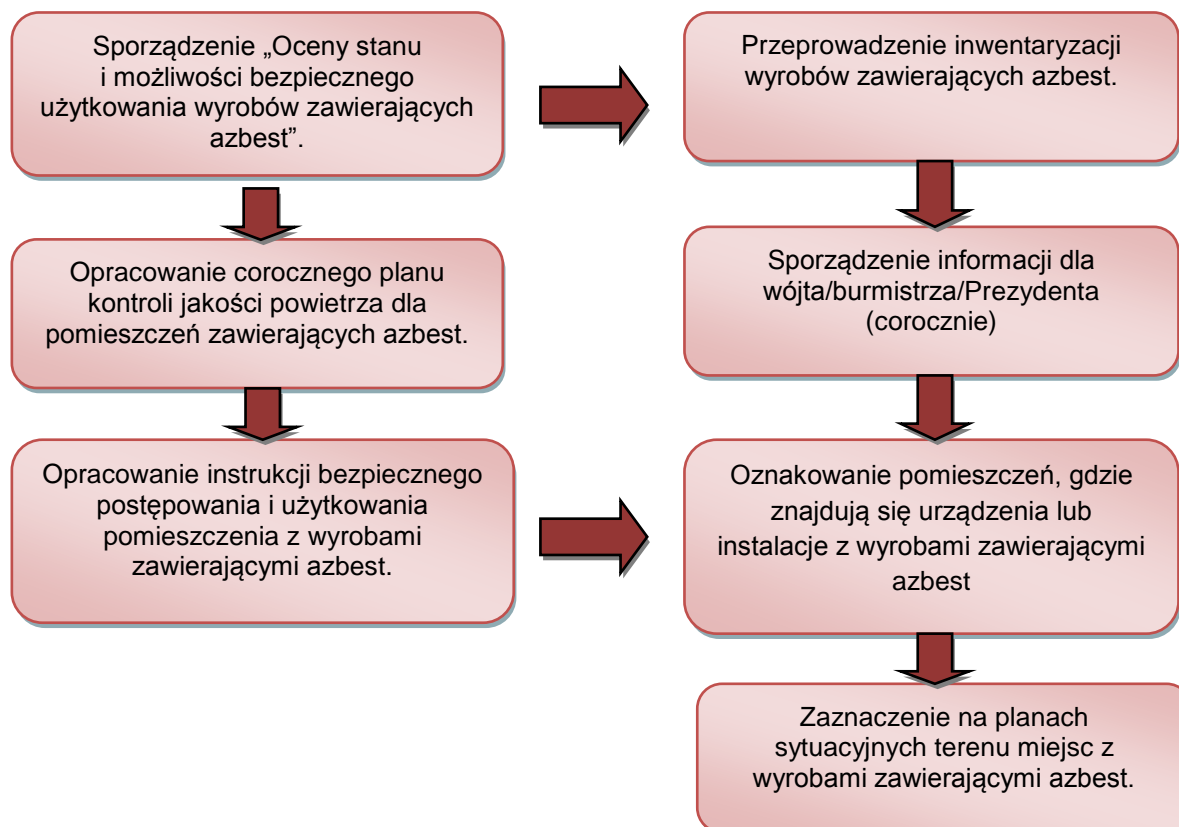 Sporządzenie „Oceny stanu
i możliwości bezpiecznego
użytkowania wyrobów zawierających
azbest”.
Przeprowadzenie inwentaryzacji
wyrobów zawierających azbest.
Opracowanie corocznego planu
kontroli jakości powietrza dla
pomieszczeń zawierających azbest.
Sporządzenie informacji dla
wójta/burmistrza/Prezydenta
(corocznie)
Opracowanie instrukcji bezpiecznego
postępowania i użytkowania
pomieszczenia z wyrobami
zawierającymi azbest.
Oznakowanie pomieszczeń, gdzie
znajdują się urządzenia lub
instalacje z wyrobami zawierającymi
azbest
Zaznaczenie na planach
sytuacyjnych terenu miejsc z
wyrobami zawierającymi azbest.